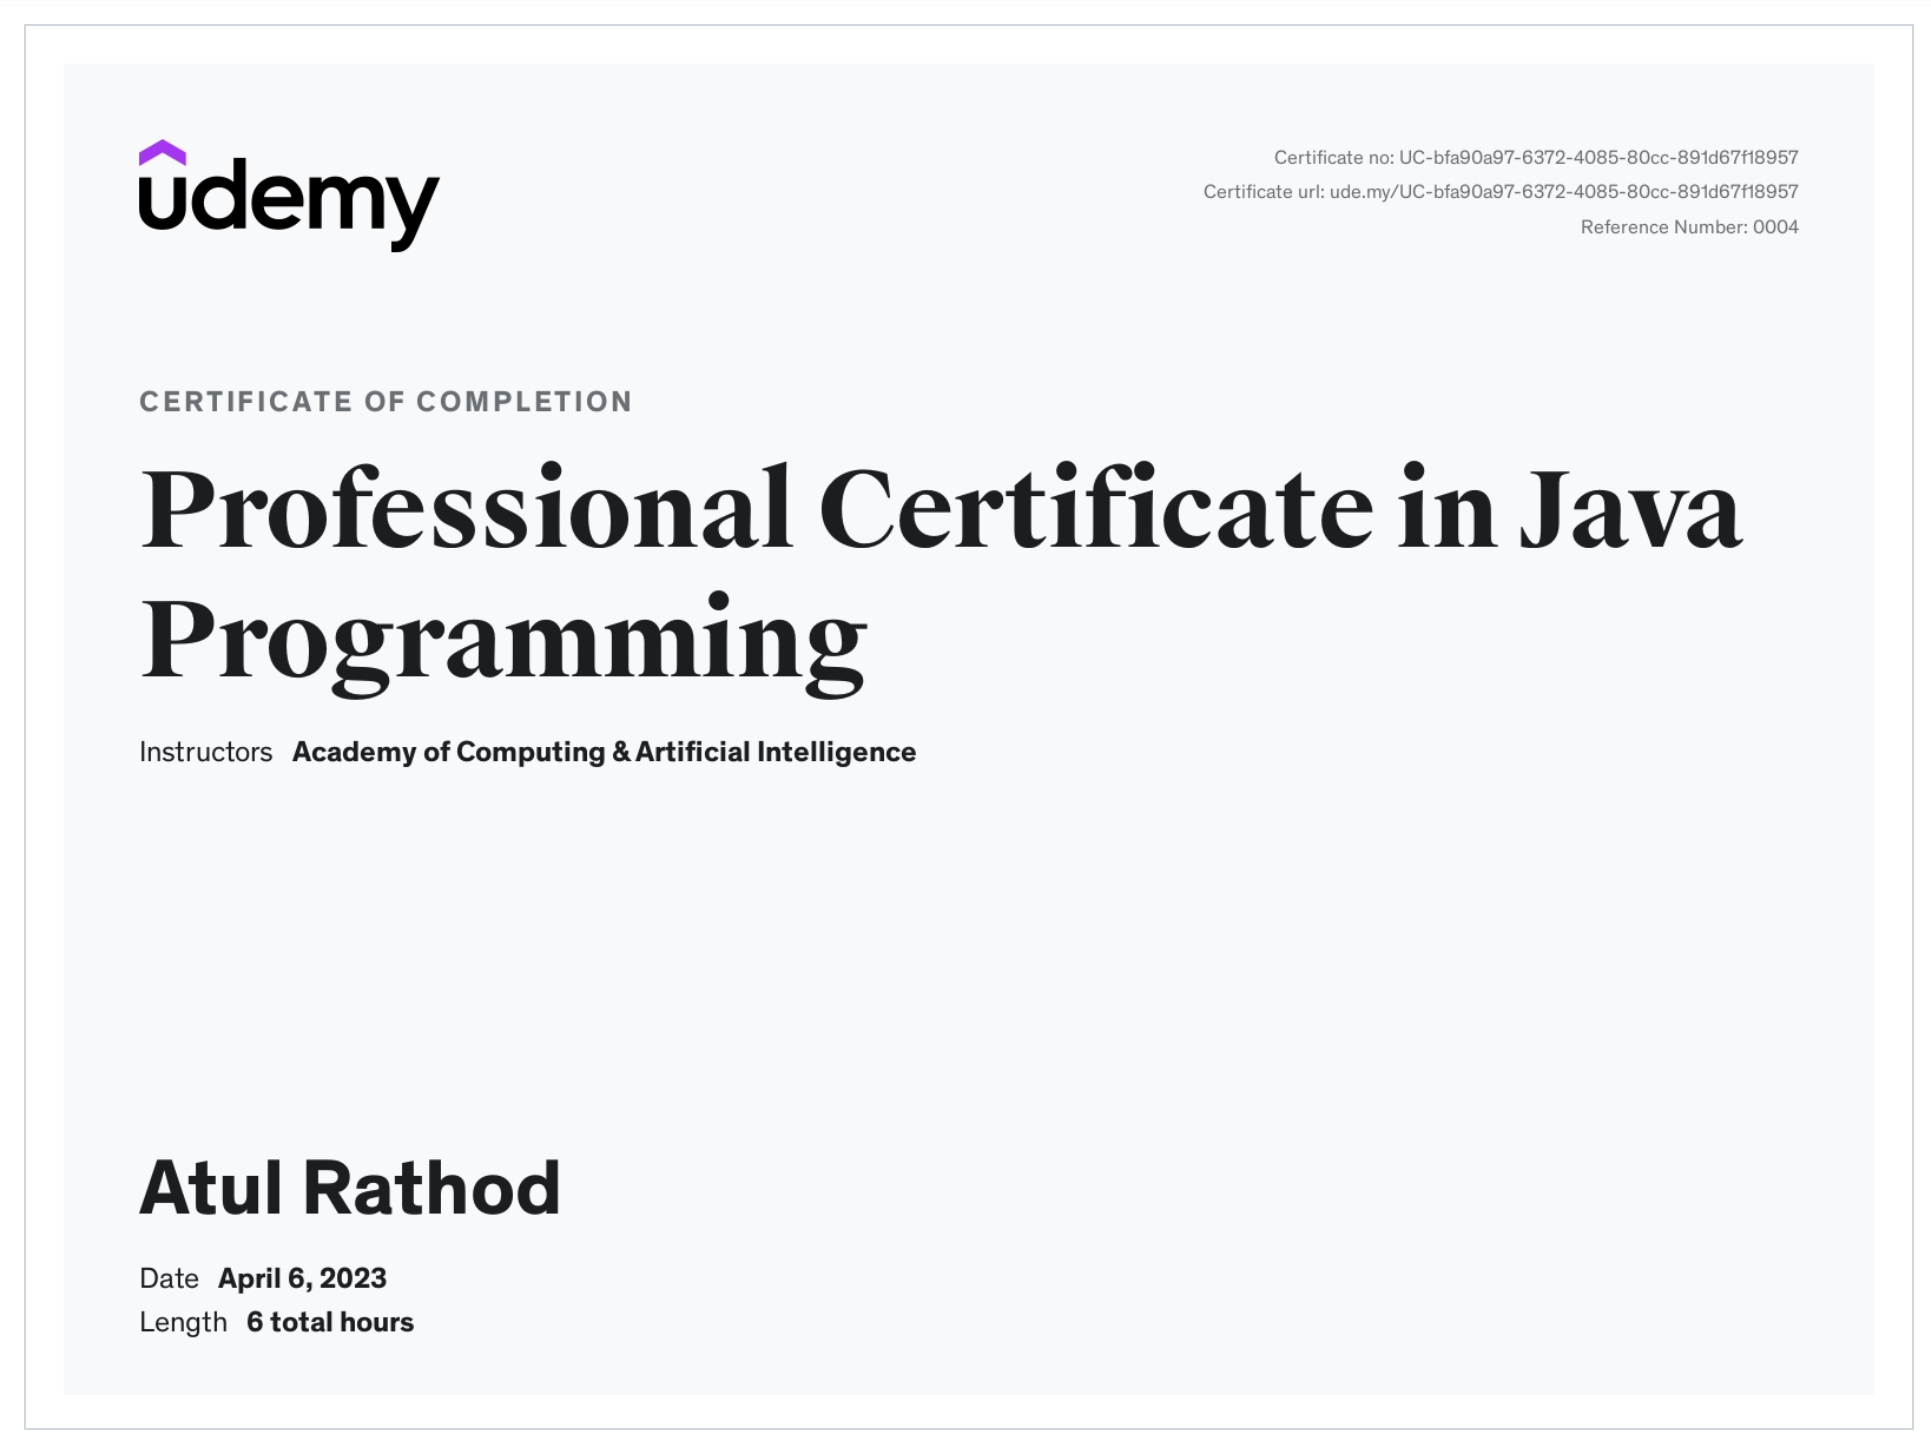 udemy
Certificate no: UC-bfa90a97-6372-4085-80cc-891d67f18957
Certificate url: ude.my/UC-bfa90a97-6372-4085-80cc-891d67f18957
Reference Number: 0004
CERTIFICATE OF COMPLETION
Professional Certificate in Java
Programming
Instructors Academy of Computing & Artificial Intelligence
Atul Rathod
Date April 6, 2023
Length 6 total hours